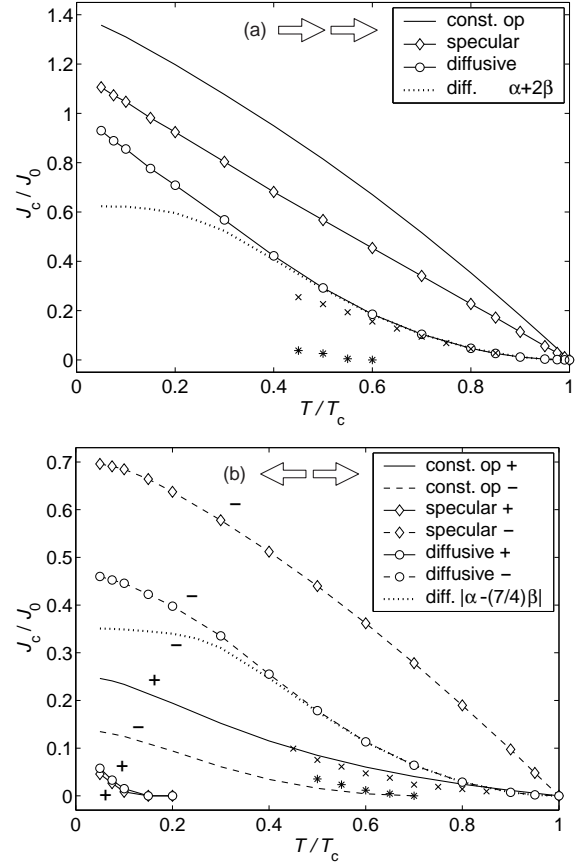 (a)
const. op
specular
diffusive
diff. α+2β
1.4
1.2
1
0.8
0.6
0.4
0.2
0
J_c / J_0
0 0.2 0.4 0.6 0.8 1
T / T_c
(b)
const. op +
const. op −
specular +
specular −
diffusive +
diffusive −
diff. |α-(7/4)β|
0.7
0.6
0.5
0.4
0.3
0.2
0.1
0
J_c / J_0
−
−
−
+
−
+
+
0 0.2 0.4 0.6 0.8 1
T / T_c